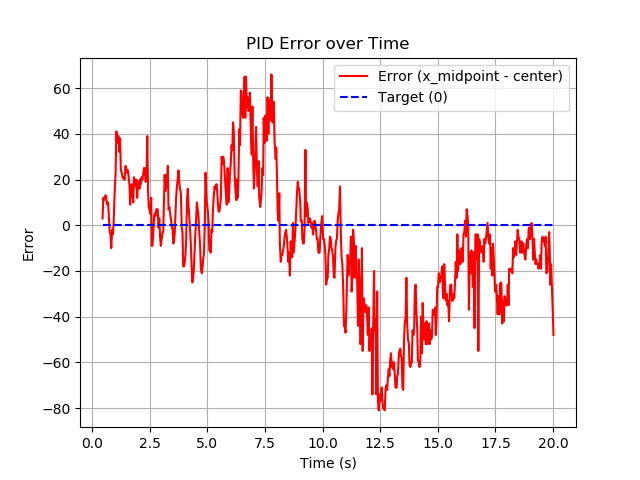 PID Error over Time
Error (x_midpoint - center)
Target (0)
60
40
20
0
−20
−40
−60
−80
Error
0.0 2.5 5.0 7.5 10.0 12.5 15.0 17.5 20.0
Time (s)